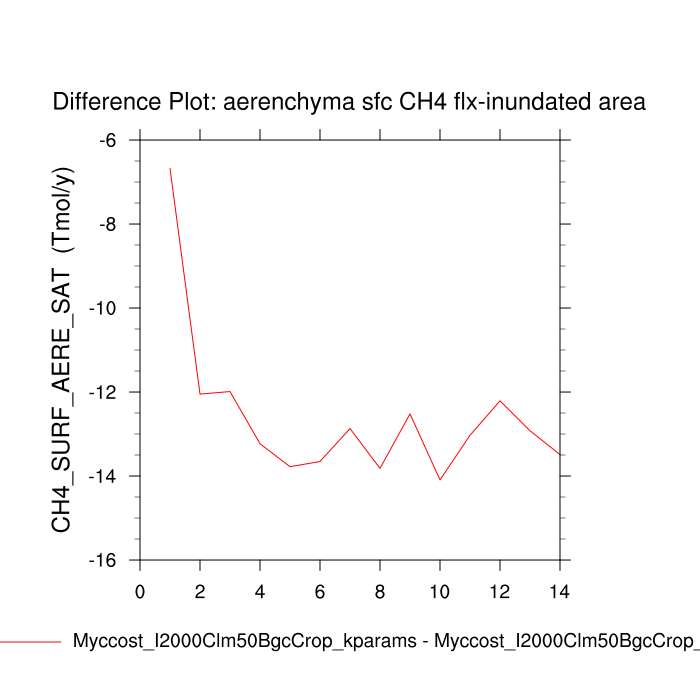 Difference Plot: aerenchyma sfc CH4 flx-inundated area
CH4_SURF_AERE_SAT (Tmol/y)
-6
-8
-10
-12
-14
-16
0 2 4 6 8 10 12 14
Myccost_I2000Clm50BgcCrop_kparams - Myccost_I2000Clm50BgcCrop_